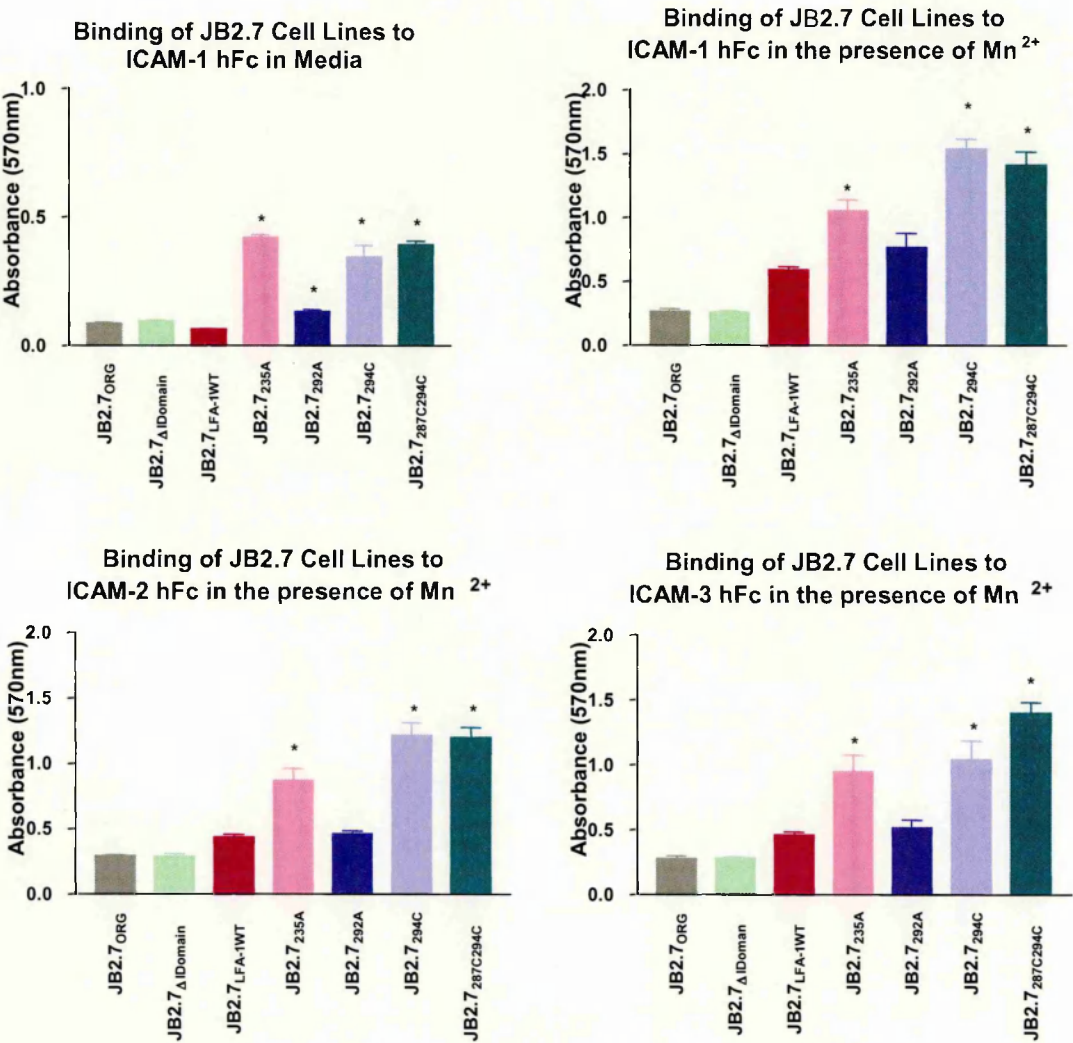 Binding of JB2.7 Cell Lines to
ICAM-1 hFc in Media
Absorbance (570nm)
1.0
0.5
0.0
*
*
*
*
JB2.7ORG
JB2.7ΔIDomain
JB2.7LFA-1WT
JB2.7235A
JB2.7292A
JB2.7294C
JB2.7287C294C
Binding of JB2.7 Cell Lines to
ICAM-1 hFc in the presence of Mn 2+
Absorbance (570nm)
2.0
1.5
1.0
0.5
0.0
*
*
*
JB2.7ORG
JB2.7ΔIDomain
JB2.7LFA-1WT
JB2.7235A
JB2.7292A
JB2.7294C
JB2.7287C294C
Binding of JB2.7 Cell Lines to
ICAM-2 hFc in the presence of Mn 2+
Absorbance (570nm)
2.0
1.5
1.0
0.5
0.0
*
*
*
JB2.7ORG
JB2.7ΔIDomain
JB2.7LFA-1WT
JB2.7235A
JB2.7292A
JB2.7294C
JB2.7287C294C
Binding of JB2.7 Cell Lines to
ICAM-3 hFc in the presence of Mn 2+
Absorbance (570nm)
2.0
1.5
1.0
0.5
0.0
*
*
*
JB2.7ORG
JB2.7ΔIDoman
JB2.7LFA-1WT
JB2.7235A
JB2.7292A
JB2.7294C
JB2.7287C294C